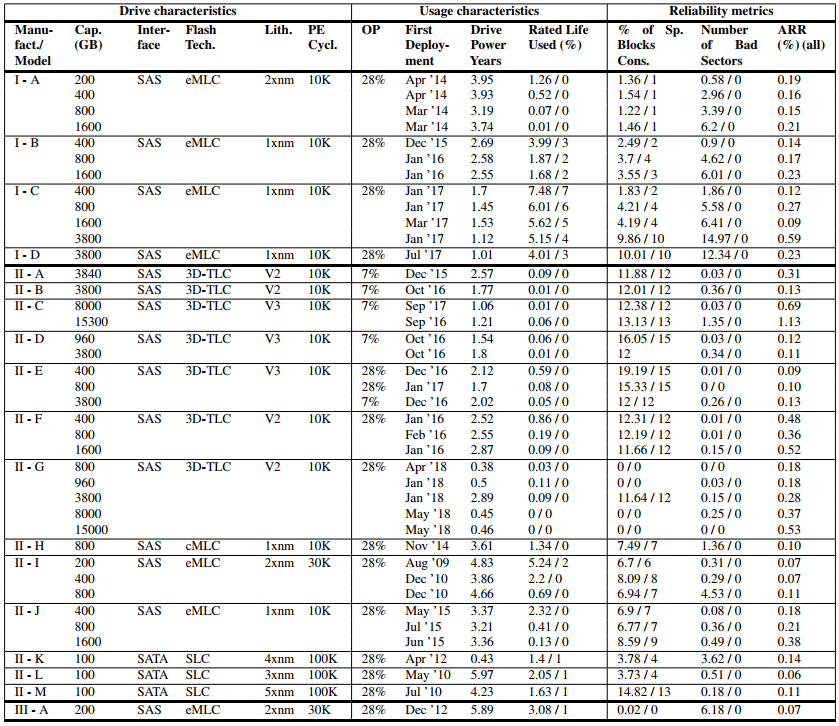 Drive characteristics Usage characteristics Reliability metrics
Manu- Cap. Inter- Flash Lith. PE OP First Drive Rated Life % of Sp. Number ARR
fact./ (GB) face Tech. Cycl. Deploy- Power Used (%) Blocks of Bad (%) (all)
Model ment Years Cons. Sectors
I - A 200 SAS eMLC 2xnm 10K 28% Apr '14 3.95 1.26 / 0 1.36 / 1 0.58 / 0 0.19
400 Apr '14 3.93 0.52 / 0 1.54 / 1 2.96 / 0 0.16
800 Mar '14 3.19 0.07 / 0 1.22 / 1 3.39 / 0 0.15
1600 Mar '14 3.74 0.01 / 0 1.46 / 1 6.2 / 0 0.21
I - B 400 SAS eMLC 1xnm 10K 28% Dec '15 2.69 3.99 / 3 2.49 / 2 0.9 / 0 0.14
800 Jan '16 2.58 1.87 / 2 3.7 / 4 4.62 / 0 0.17
1600 Jan '16 2.55 1.68 / 2 3.55 / 3 6.01 / 0 0.23
I - C 400 SAS eMLC 1xnm 10K 28% Jan '17 1.7 7.48 / 7 1.83 / 2 1.86 / 0 0.12
800 Jan '17 1.45 6.01 / 6 4.21 / 4 5.58 / 0 0.27
1600 Mar '17 1.53 5.62 / 5 4.19 / 4 6.41 / 0 0.09
3800 Jan '17 1.12 5.15 / 4 9.86 / 10 14.97 / 0 0.59
I - D 3800 SAS eMLC 1xnm 10K 28% Jul '17 1.01 4.01 / 3 10.01 / 10 12.34 / 0 0.23
II - A 3840 SAS 3D-TLC V2 10K 7% Dec '15 2.57 0.09 / 0 11.88 / 12 0.03 / 0 0.31
II - B 3800 SAS 3D-TLC V2 10K 7% Oct '16 1.77 0.01 / 0 12.01 / 12 0.36 / 0 0.13
II - C 8000 SAS 3D-TLC V3 10K 7% Sep '17 1.06 0.01 / 0 12.38 / 12 0.03 / 0 0.69
15300 Sep '16 1.21 0.06 / 0 13.13 / 13 1.35 / 0 1.13
II - D 960 SAS 3D-TLC V3 10K 7% Oct '16 1.54 0.06 / 0 16.05 / 15 0.03 / 0 0.12
3800 Oct '16 1.8 0.01 / 0 12 0.34 / 0 0.11
II - E 400 SAS 3D-TLC V3 10K 28% Dec '16 2.12 0.59 / 0 19.19 / 15 0.01 / 0 0.09
800 28% Jan '17 1.7 0.08 / 0 15.33 / 15 0 / 0 0.10
3800 7% Dec '16 2.02 0.05 / 0 12 / 12 0.26 / 0 0.13
II - F 400 SAS 3D-TLC V2 10K 28% Jan '16 2.52 0.86 / 0 12.31 / 12 0.01 / 0 0.48
800 Feb '16 2.55 0.19 / 0 12.19 / 12 0.01 / 0 0.36
1600 Jan '16 2.87 0.09 / 0 11.66 / 12 0.15 / 0 0.52
II - G 800 SAS 3D-TLC V2 10K 28% Apr '18 0.38 0.03 / 0 0 / 0 0 / 0 0.18
960 Jan '18 0.5 0.11 / 0 0 / 0 0.03 / 0 0.18
3800 Jan '18 2.89 0.09 / 0 11.64 / 12 0.15 / 0 0.28
8000 May '18 0.45 0 / 0 0 / 0 0.25 / 0 0.37
15000 May '18 0.46 0 / 0 0 / 0 0 / 0 0.53
II - H 800 SAS cMLC 1xnm 10K 28% Nov '14 3.61 1.34 / 0 7.49 / 7 1.36 / 0 0.10
II - I 200 SAS eMLC 2xnm 30K 28% Aug '09 4.83 5.24 / 2 6.7 / 6 0.31 / 0 0.07
400 Dec '10 3.86 2.2 / 0 8.09 / 8 0.29 / 0 0.07
800 Dec '10 4.66 0.69 / 0 6.94 / 7 4.53 / 0 0.11
II - J 400 SAS eMLC 1xnm 10K 28% May '15 3.37 2.32 / 0 6.9 / 7 0.08 / 0 0.18
800 Jul '15 3.21 0.41 / 0 6.77 / 7 0.36 / 0 0.21
1600 Jun '15 3.36 0.13 / 0 8.59 / 9 0.49 / 0 0.38
II - K 100 SATA SLC 4xnm 100K 28% Apr '12 0.43 1.4 / 1 3.78 / 4 3.62 / 0 0.14
II - L 100 SATA SLC 3xnm 100K 28% May '10 5.97 2.05 / 1 3.73 / 4 0.51 / 0 0.06
II - M 100 SATA SLC 5xnm 100K 28% Jul '10 4.23 1.63 / 1 14.82 / 13 0.18 / 0 0.11
III - A 200 SAS eMLC 2xnm 30K 28% Dec '12 5.89 3.08 / 1 0.02 / 0 6.18 / 0 0.07